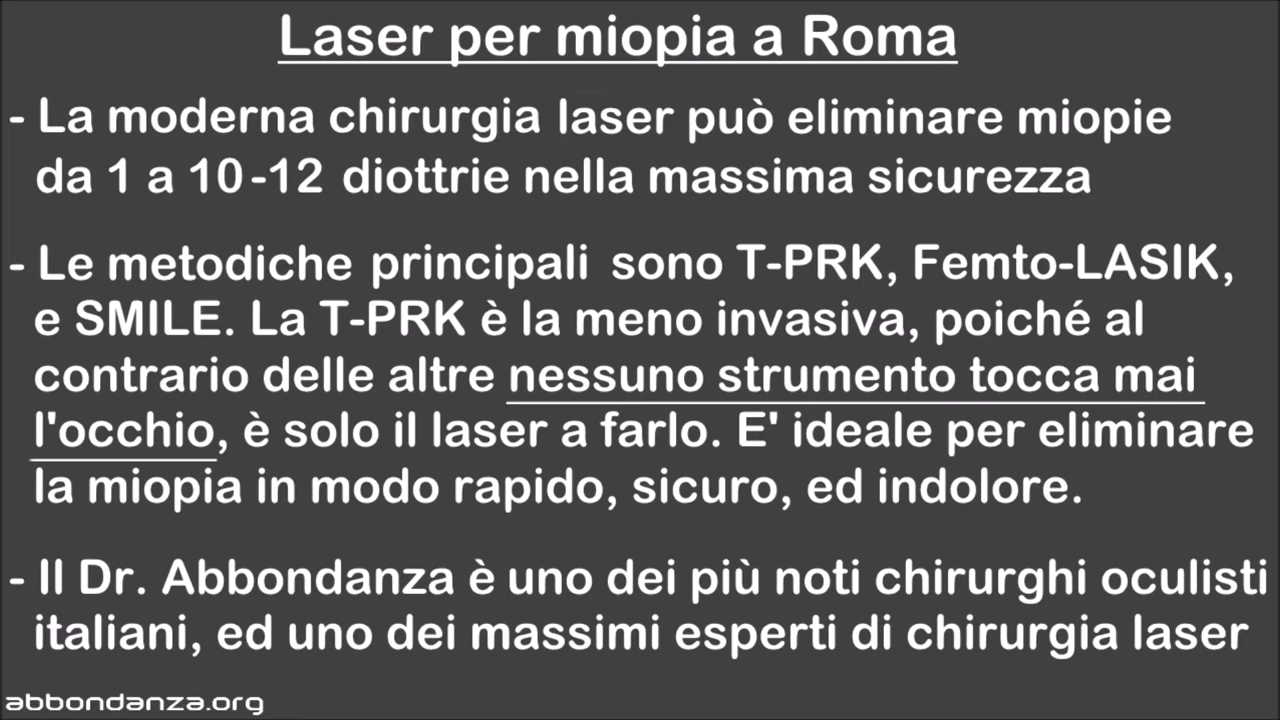 Laser per miopia a Roma
- La moderna chirurgia laser può eliminare miopie
da 1 a 10-12 diottrie nella massima sicurezza
- Le metodiche principali sono T-PRK, Femto-LASIK,
e SMILE. La T-PRK è la meno invasiva, poiché al
contrario delle altre nessuno strumento tocca mai
l'occhio, è solo il laser a farlo. E' ideale per eliminare
la miopia in modo rapido, sicuro, ed indolore.
- Il Dr. Abbondanza è uno dei più noti chirurghi oculisti
italiani, ed uno dei massimi esperti di chirurgia laser
abbondanza.org